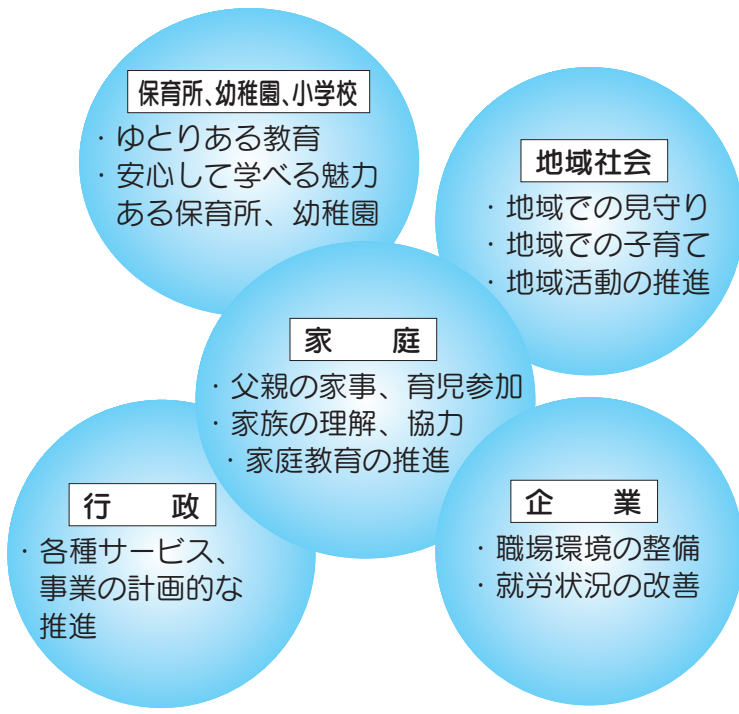 保育所、幼稚園、小学校
・ゆとりある教育
・安心して学べる魅力
ある保育所、幼稚園
地域社会
・地域での見守り
・地域での子育て
・地域活動の推進
家　庭
・父親の家事、育児参加
・家族の理解、協力
・家庭教育の推進
行　政
・各種サービス、
事業の計画的な
推進
企　業
・職場環境の整備
・就労状況の改善